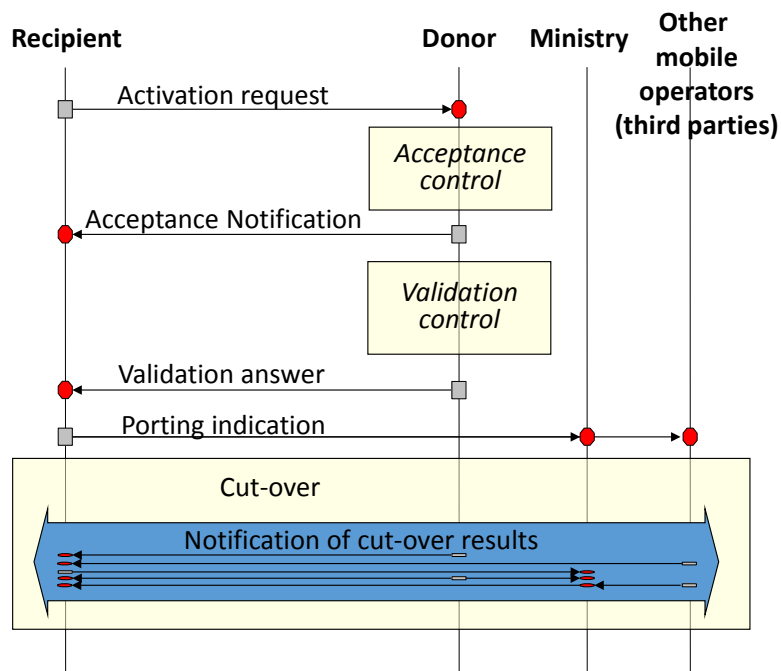 Recipient
Donor
Ministry
Other
mobile
operators
(third parties)
Activation request
Acceptance
control
Acceptance Notification
Validation
control
Validation answer
Porting indication
Cut-over
Notification of cut-over results